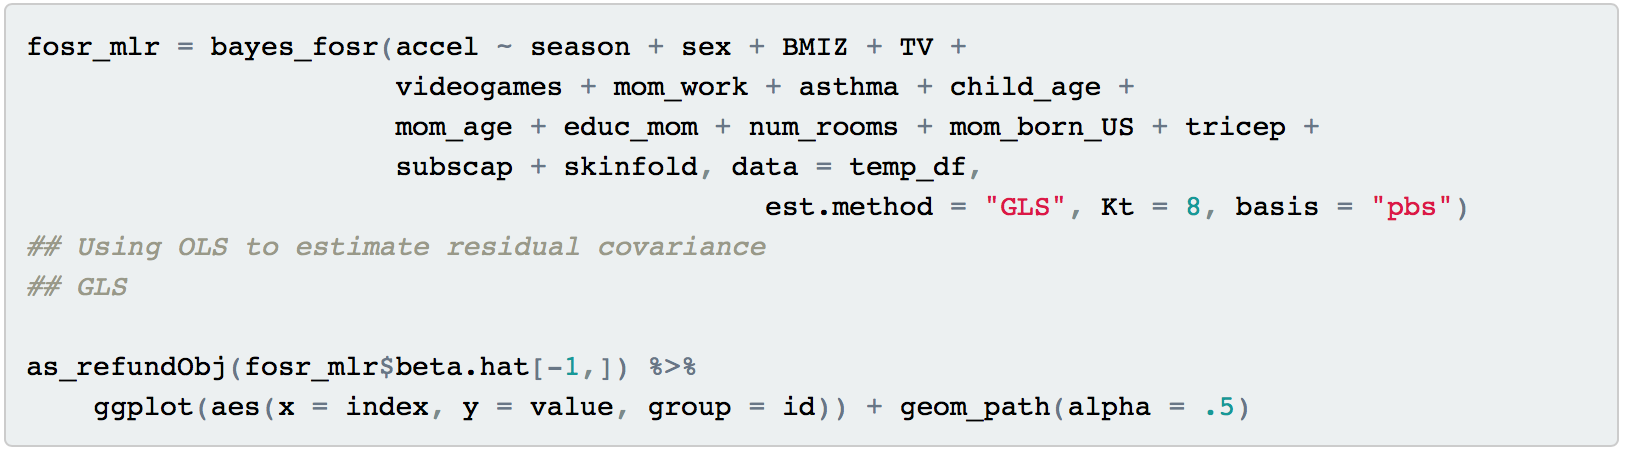 fosr_mlr = bayes_fosr(accel ~ season + sex + BMIZ + TV +
videogames + mom_work + asthma + child_age +
mom_age + educ_mom + num_rooms + mom_born_US + tricep +
subscap + skinfold, data = temp_df,
est.method = "GLS", Kt = 8, basis = "pbs")
## Using OLS to estimate residual covariance
## GLS
as_refundObj(fosr_mlr$beta.hat[-1,]) %>%
ggplot(aes(x = index, y = value, group = id)) + geom_path(alpha = .5)